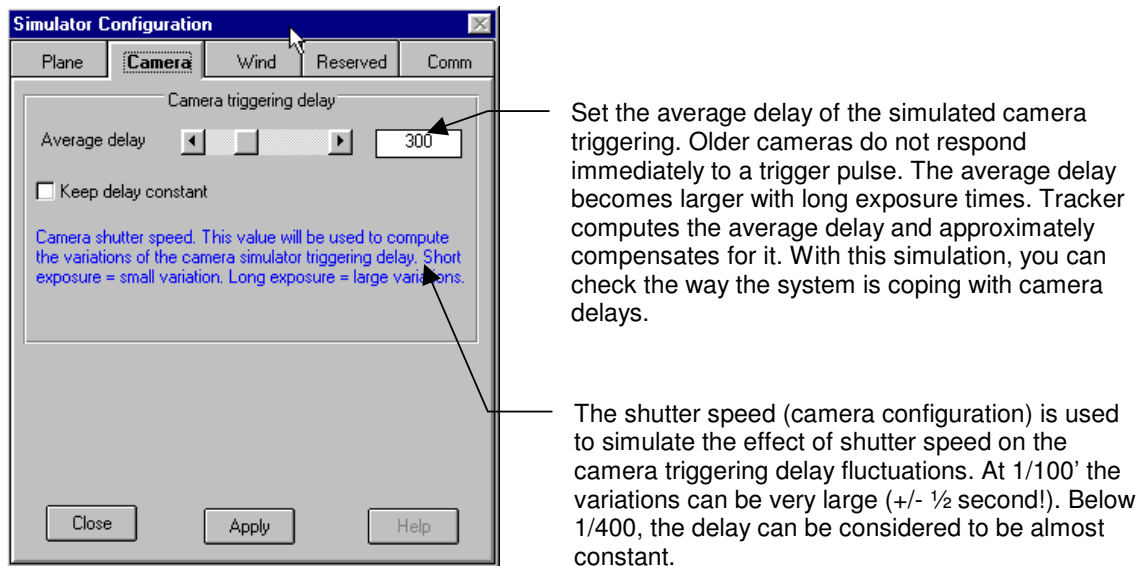 Simulator Configuration
Plane
Camera
Wind
Reserved
Comm
Camera triggering delay
Average delay
300
Keep delay constant
Camera shutter speed. This value will be used to compute
the variations of the camera simulator triggering delay. Short
exposure = small variation. Long exposure = large variations.
Close
Apply
Help
Set the average delay of the simulated camera
triggering. Older cameras do not respond
immediately to a trigger pulse. The average delay
becomes larger with long exposure times. Tracker
computes the average delay and approximately
compensates for it. With this simulation, you can
check the way the system is coping with camera
delays.
The shutter speed (camera configuration) is used
to simulate the effect of shutter speed on the
camera triggering delay fluctuations. At 1/100’ the
variations can be very large (+/- ½ second!). Below
1/400, the delay can be considered to be almost
constant.